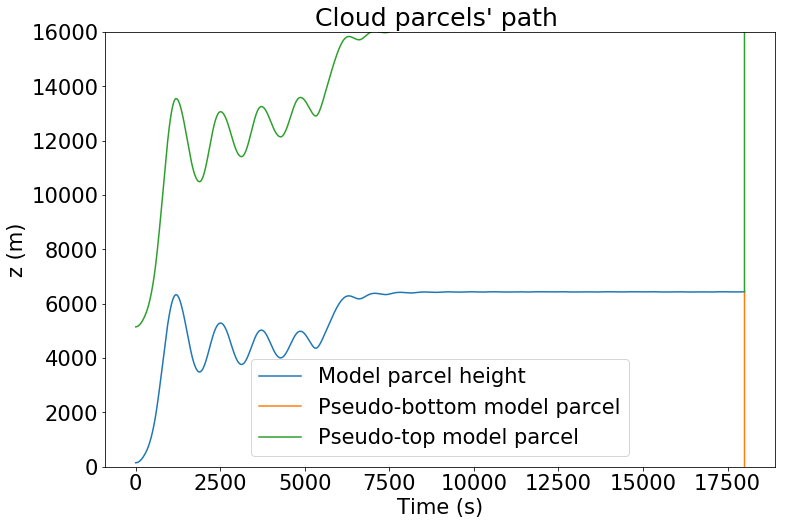 Cloud parcels' path
z (m)
16000
14000
12000
10000
8000
6000
4000
2000
0
Model parcel height
Pseudo-bottom model parcel
Pseudo-top model parcel
0 2500 5000 7500 10000 12500 15000 17500
Time (s)